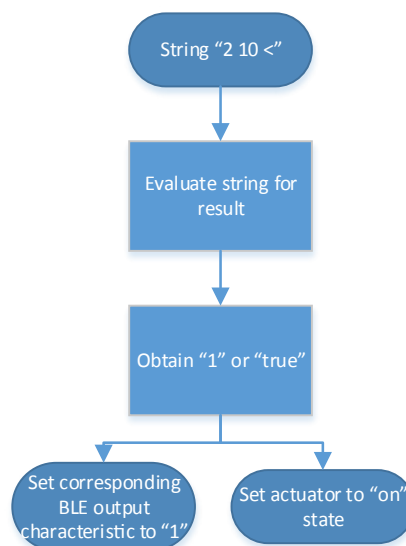 String “2 10 <”
Evaluate string for
result
Obtain “1” or “true”
Set corresponding
BLE output
characteristic to “1”
Set actuator to “on”
state